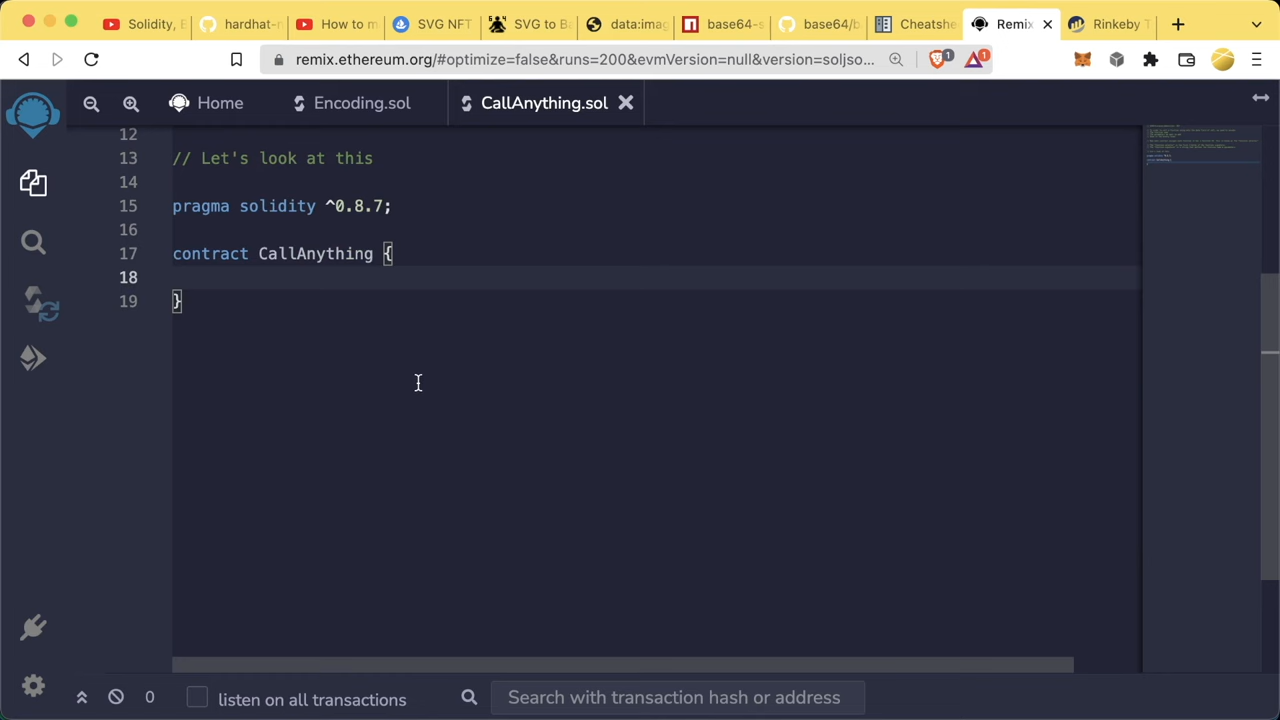 Solidity, E
hardhat-n
How to m
SVG NFT
SVG to Ba
data:imag
base64-s
base64/b
Cheatshe
Remix
Rinkeby T
remix.ethereum.org/#optimize=false&runs=200&evmVersion=null&version=soljso...
1
1
Home
Encoding.sol
CallAnything.sol
12
13 // Let's look at this
14
15 pragma solidity ^0.8.7;
16
17 contract CallAnything {
18
19 }
0
listen on all transactions
Search with transaction hash or address